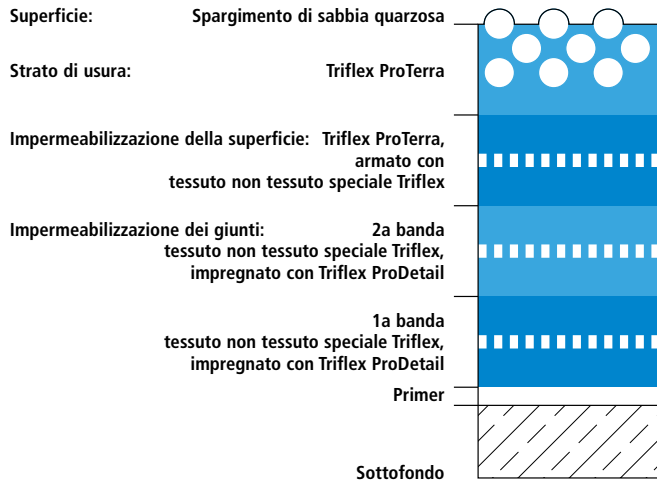 Superficie: Spargimento di sabbia quarzosa
Strato di usura: Triflex ProTerra
Impermeabilizzazione della superficie: Triflex ProTerra,
armato con
tessuto non tessuto speciale Triflex
Impermeabilizzazione dei giunti: 2a banda
tessuto non tessuto speciale Triflex,
impregnato con Triflex ProDetail
1a banda
tessuto non tessuto speciale Triflex,
impregnato con Triflex ProDetail
Primer
Sottofondo